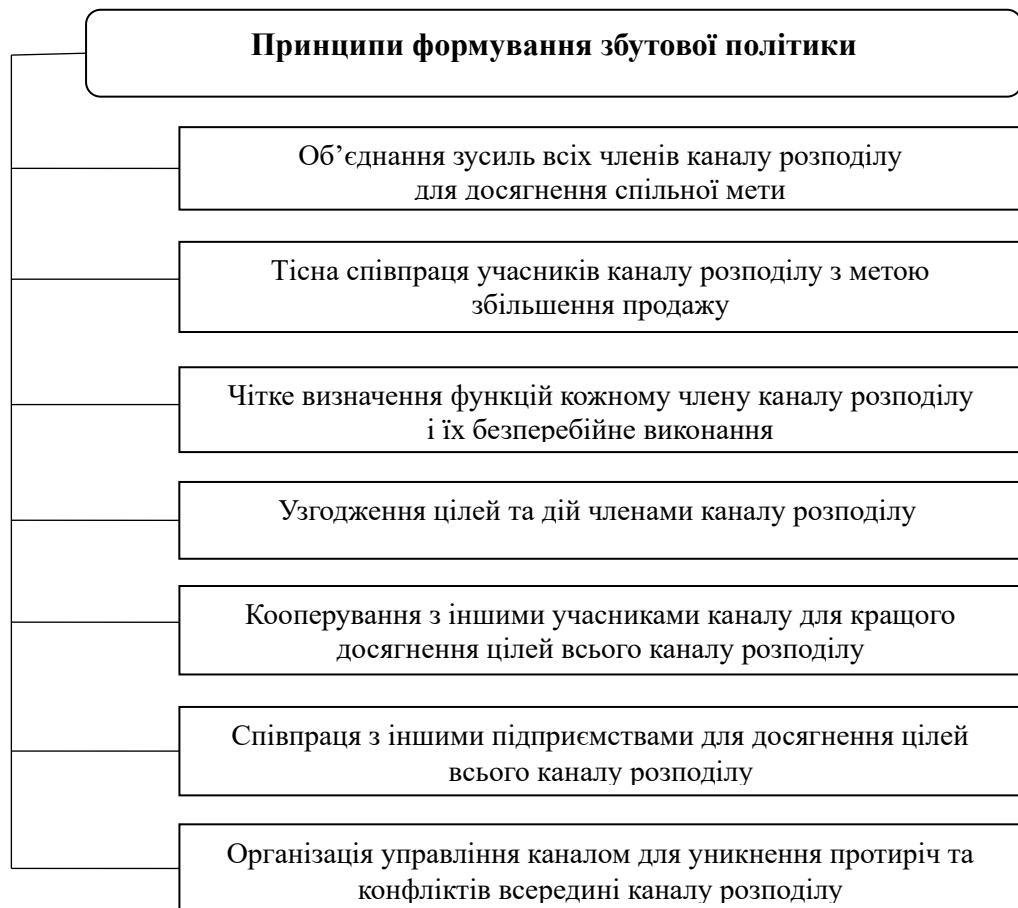 Принципи формування збутової політики
Об’єднання зусиль всіх членів каналу розподілу
для досягнення спільної мети
Тісна співпраця учасників каналу розподілу з метою
збільшення продажу
Чітке визначення функцій кожному члену каналу розподілу
і їх безперебійне виконання
Узгодження цілей та дій членами каналу розподілу
Кооперування з іншими учасниками каналу для кращого
досягнення цілей всього каналу розподілу
Співпраця з іншими підприємствами для досягнення цілей
всього каналу розподілу
Організація управління каналом для уникнення протиріч та
конфліктів всередині каналу розподілу